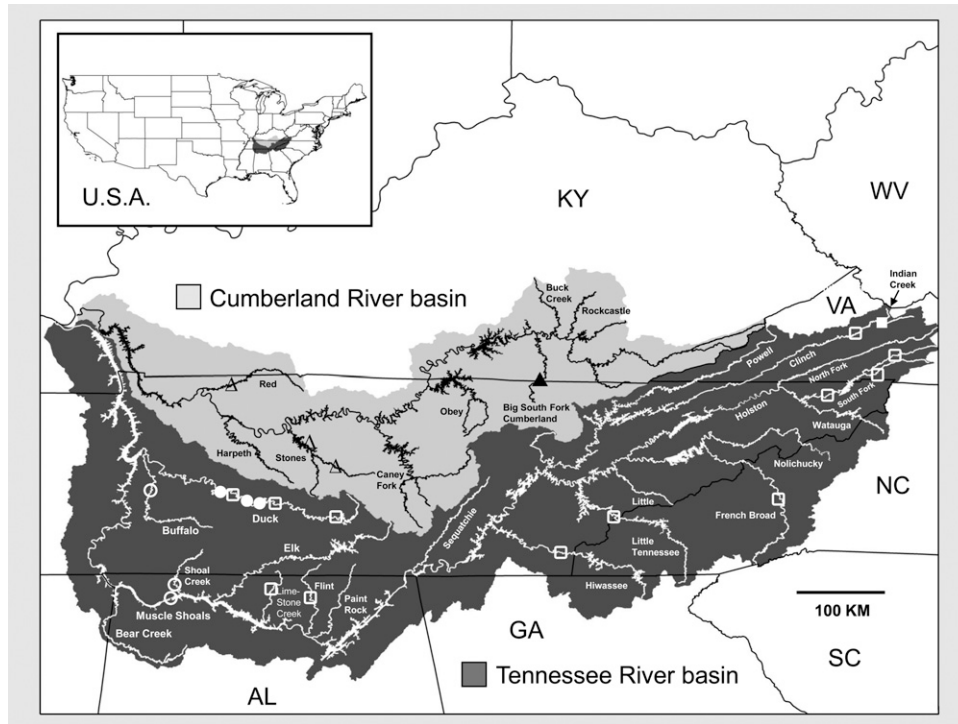 U.S.A.
KY
WV
Indian
Creek
VA
Buck
Creek
Rockcastle
Cumberland River basin
Powell
Clinch
North Fork
South Fork
Red
Big South Fork
Cumberland
Obey
Holston
Watauga
Harpeth
Stones
Caney
Fork
Nolichucky
NC
Duck
Buffalo
Sequatchie
Little
French Broad
Elk
Little
Tennessee
Shoal
Creek
Lime-
Stone
Creek
Flint
Paint
Rock
Hiwassee
Muscle Shoals
Bear Creek
100 KM
GA
SC
Tennessee River basin
AL